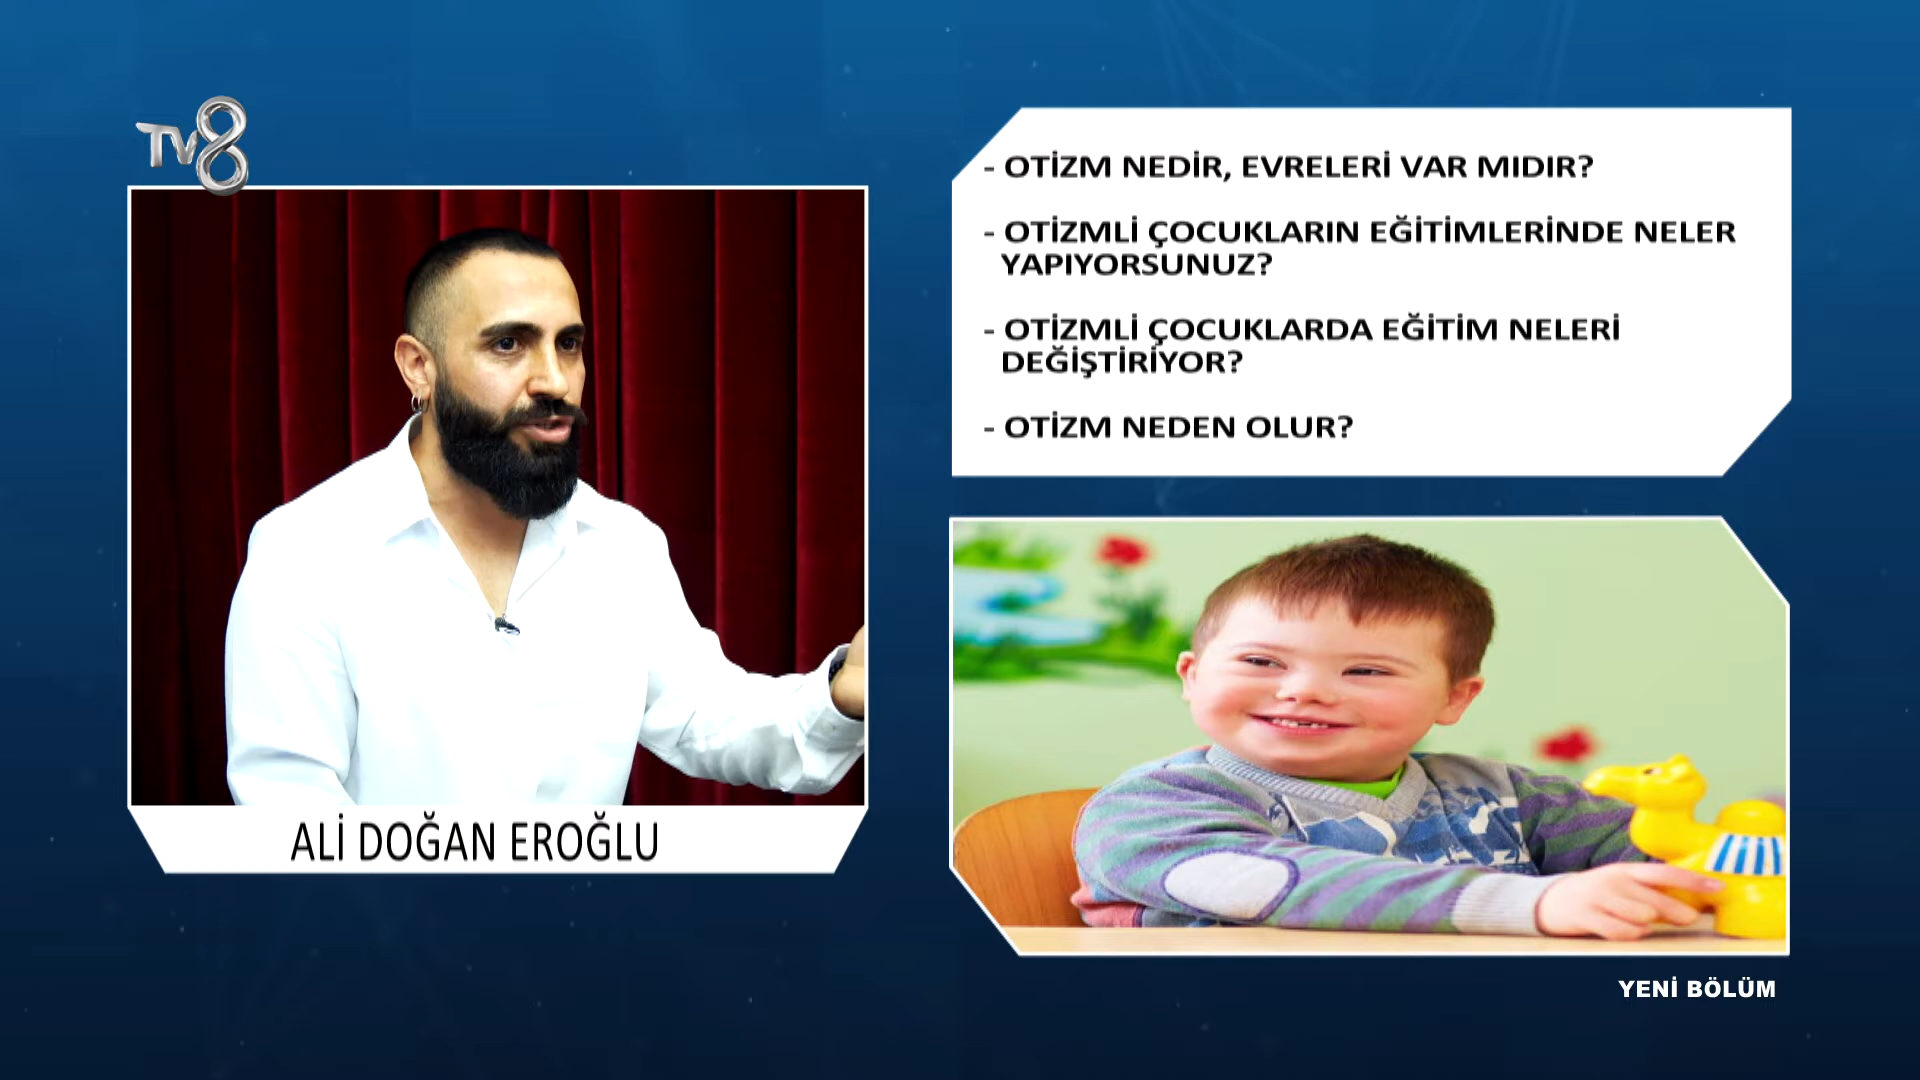 TV8
- OTİZM NEDİR, EVRELERİ VAR MIDIR?
- OTİZMLİ ÇOCUKLARIN EĞİTİMLERİNDE NELER
YAPIYORSUNUZ?
- OTİZMLİ ÇOCUKLARDA EĞİTİM NELERİ
DEĞİŞTİRİYOR?
- OTİZM NEDEN OLUR?
ALİ DOĞAN EROĞLU
YENİ BÖLÜM